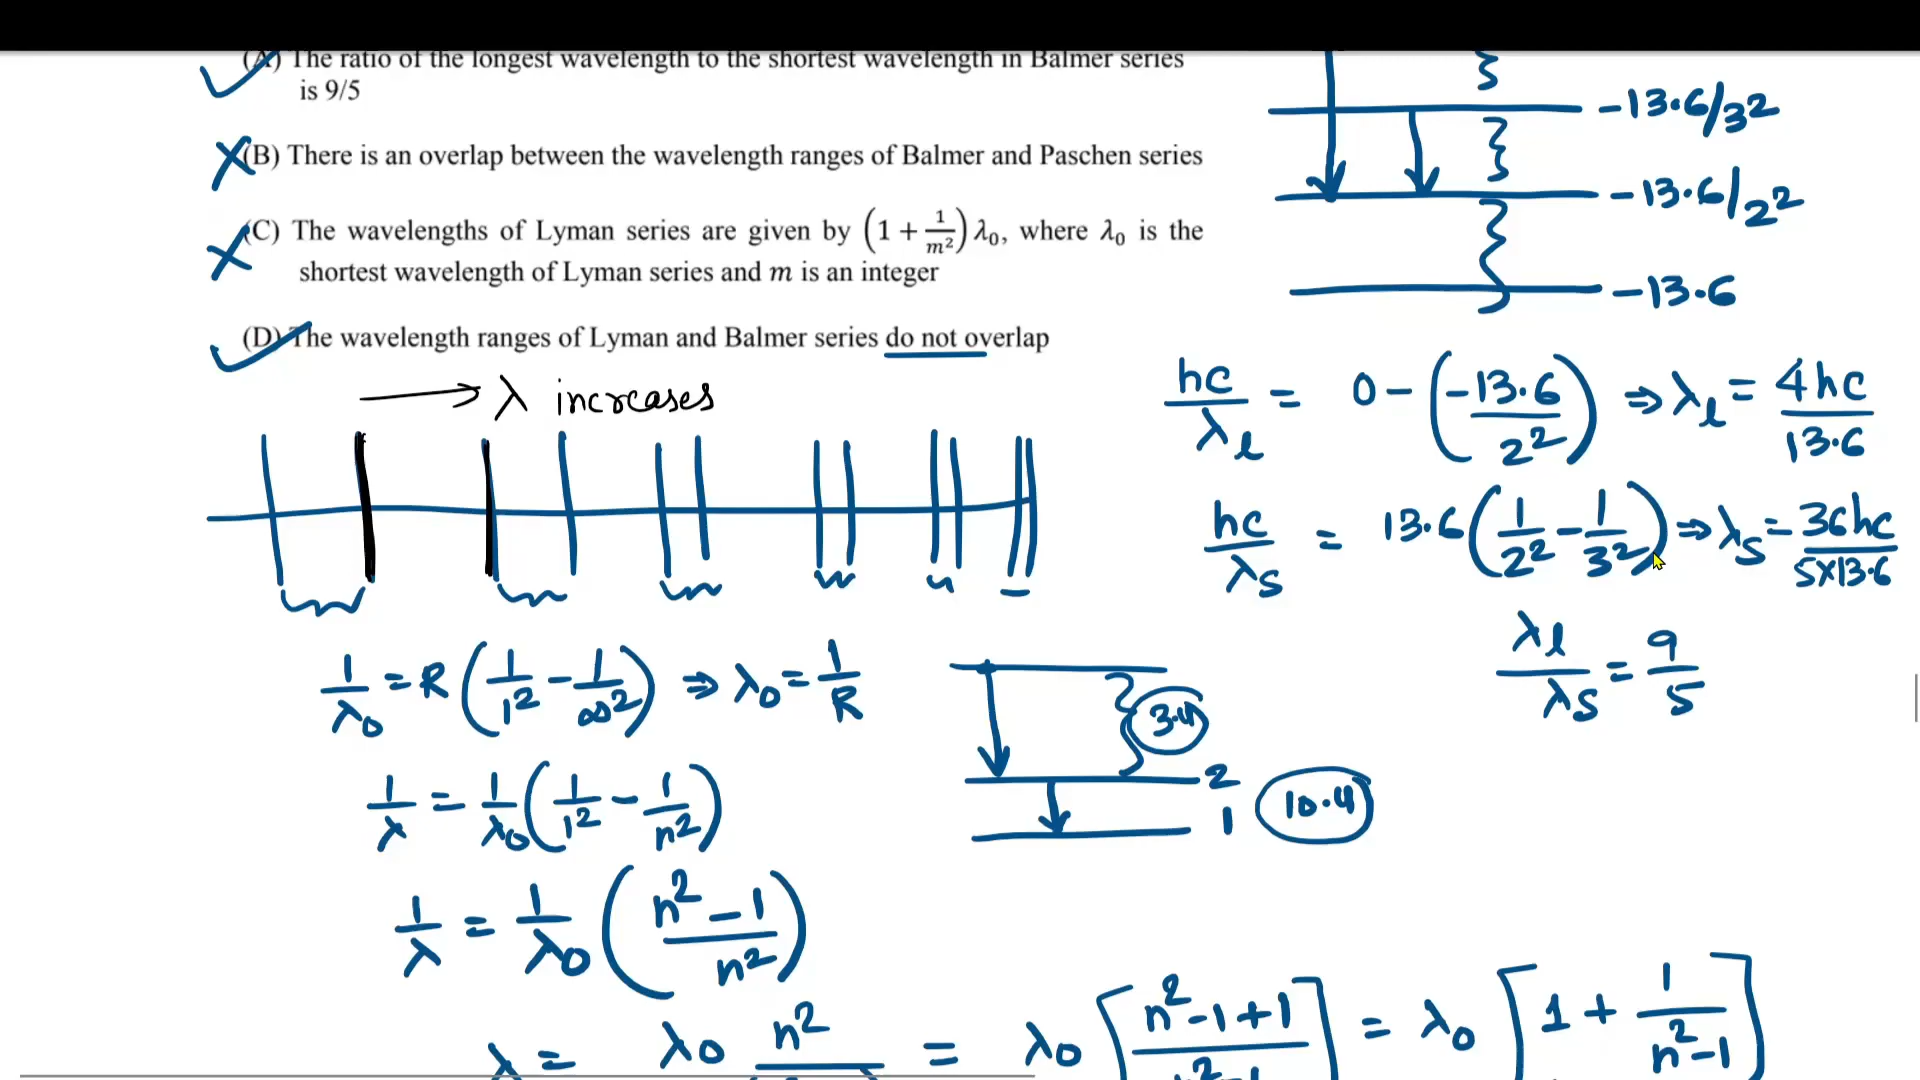 (A) The ratio of the longest wavelength to the shortest wavelength in Balmer series
is 9/5
(B) There is an overlap between the wavelength ranges of Balmer and Paschen series
(C) The wavelengths of Lyman series are given by (1 + 1/m²) λ₀, where λ₀ is the
shortest wavelength of Lyman series and m is an integer
(D) The wavelength ranges of Lyman and Balmer series do not overlap
→ λ increases
-13.6/3²
-13.6/2²
-13.6
hc/λl = 0 - (-13.6/2²) ⇒ λl = 4hc/13.6
hc/λs = 13.6 (1/2² - 1/3²) ⇒ λs = 36hc/5×13.6
λl/λs = 9/5
1/λ₀ = R (1/1² - 1/∞²) ⇒ λ₀ = 1/R
3.4
2
1
10.4
1/λ = 1/λ₀ (1/1² - 1/n²)
1/λ = 1/λ₀ (n² - 1/n²)
λ = λ₀ n² = λ₀ [n² - 1 + 1/n² - 1] = λ₀ [1 + 1/n² - 1]